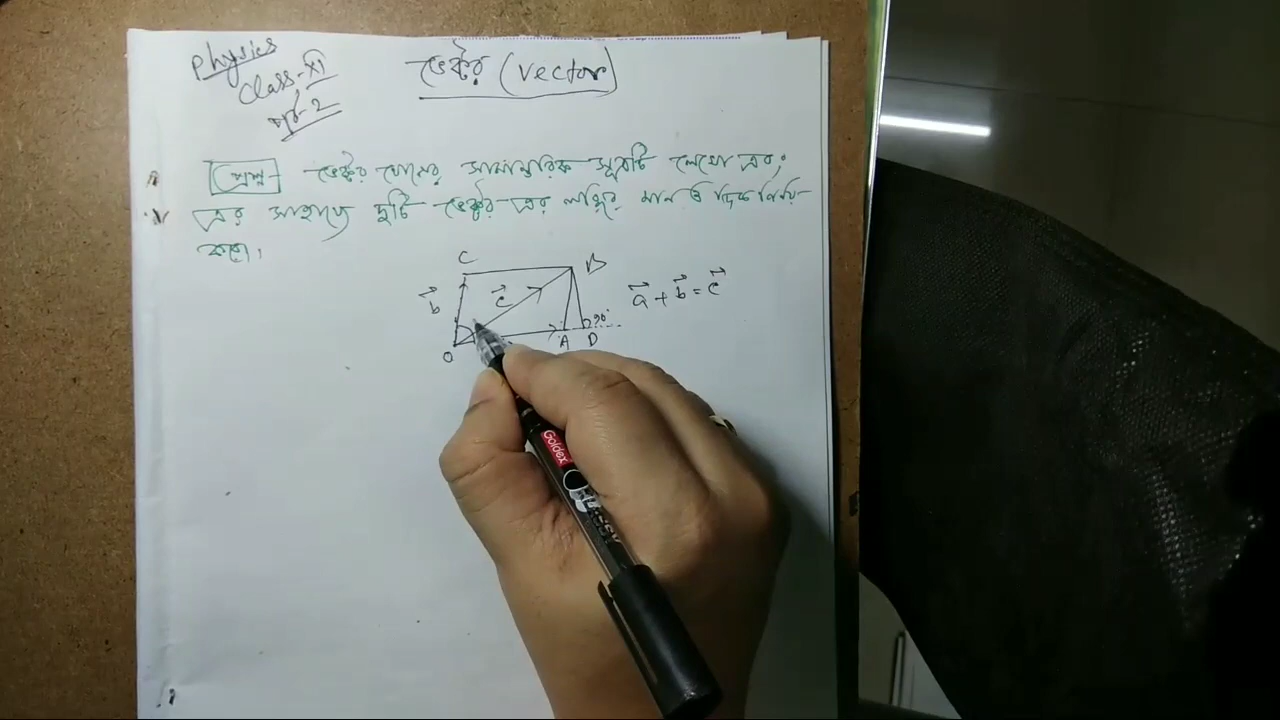 Physics
Class-XI
পর্ব-2
ভেক্টর (Vector)
প্রশ্ন- ভেক্টর যোগের সামান্তরিক সূত্রটি লেখো এবং
এর সাহায্যে দুটি ভেক্টর-এর লব্ধির মান ও দিক নির্ণয়
করো।
C B
b⃗ c⃗ a⃗ + b⃗ = c⃗
90°
O A D
Goldex